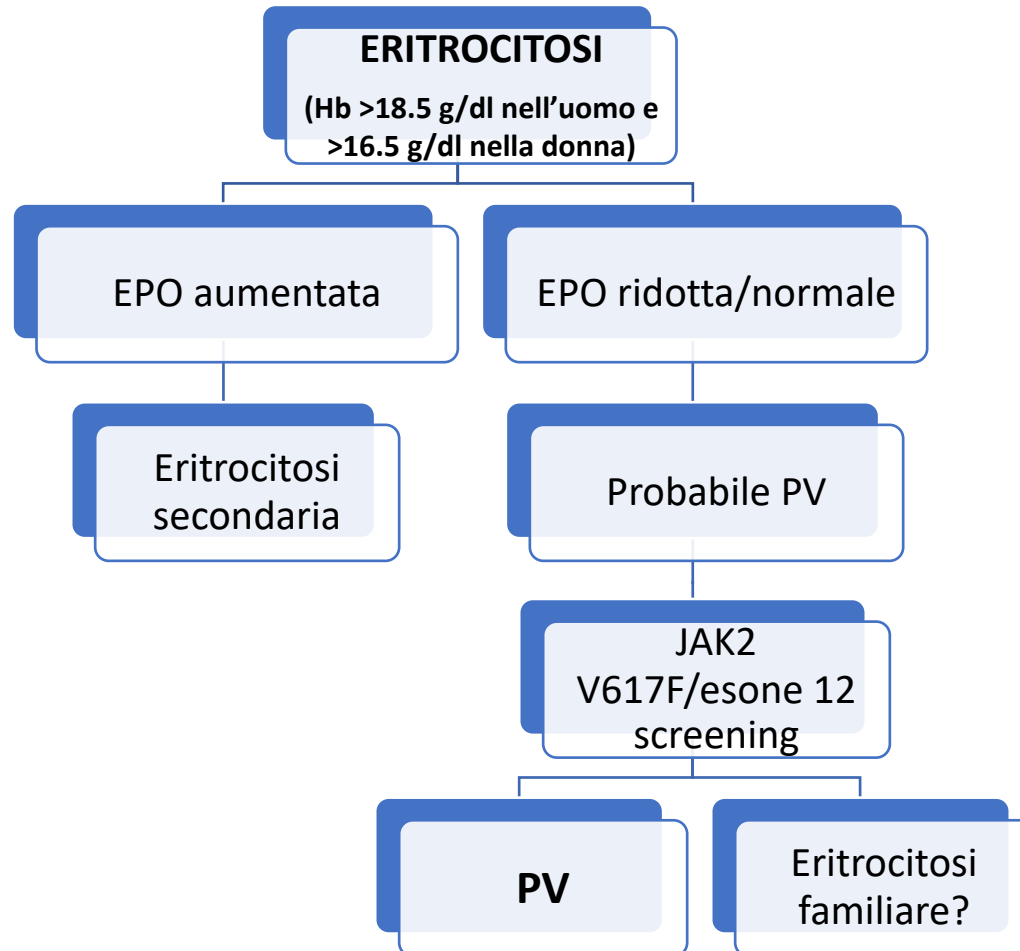 ERITROCITOSI
(Hb >18.5 g/dl nell’uomo e
>16.5 g/dl nella donna)
EPO aumentata
EPO ridotta/normale
Eritrocitosi
secondaria
Probabile PV
JAK2
V617F/esone 12
screening
PV
Eritrocitosi
familiare?